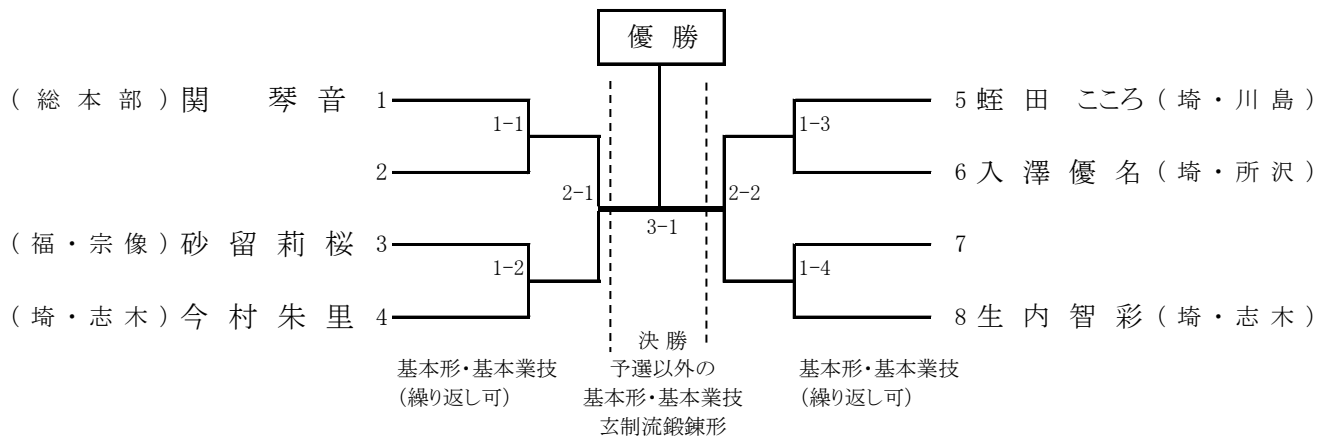 優 勝
(総本部) 関 琴音 1
1-1
2
2-1
(福・宗像) 砂留莉桜 3
1-2
(埼・志木) 今村朱里 4
3-1
5 蛭田 こころ (埼・川島)
1-3
6 入澤優名 (埼・所沢)
2-2
7
1-4
8 生内智彩 (埼・志木)
基本形・基本業技
(繰り返し可)
決勝
予選以外の
基本形・基本業技
玄制流鍛錬形
基本形・基本業技
(繰り返し可)